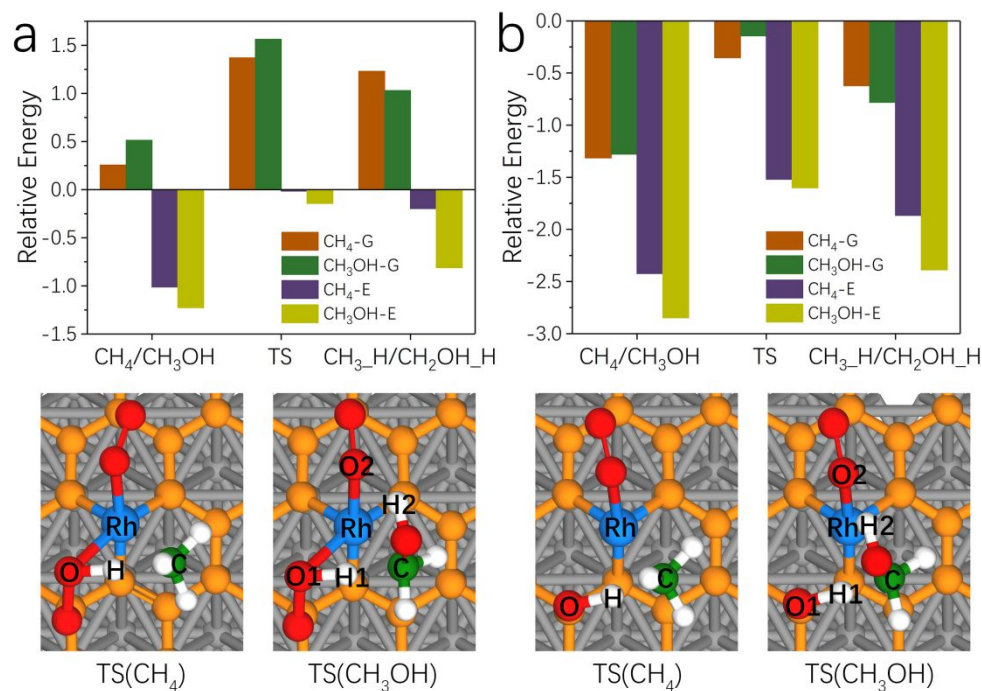 a
Relative Energy
1.5
1.0
0.5
0.0
-0.5
-1.0
-1.5
CH₄-G
CH₃OH-G
CH₄-E
CH₃OH-E
CH₄/CH₃OH TS CH₃_H/CH₂OH_H
b
Relative Energy
0.0
-0.5
-1.0
-1.5
-2.0
-2.5
-3.0
CH₄-G
CH₃OH-G
CH₄-E
CH₃OH-E
CH₄/CH₃OH TS CH₃_H/CH₂OH_H
Rh
O H C
TS(CH₄)
O2
H2
Rh
O1 H1 C
TS(CH₃OH)
Rh
C
O H
TS(CH₄)
O2
Rh H2
C
O1 H1
TS(CH₃OH)